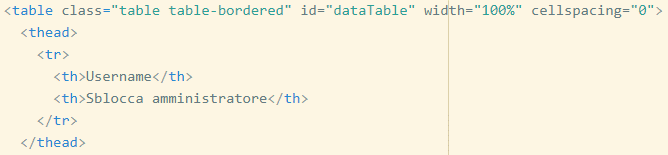 <table class="table table-bordered" id="dataTable" width="100%" cellspacing="0">
<thead>
<tr>
<th>Username</th>
<th>Sblocca amministratore</th>
</tr>
</thead>